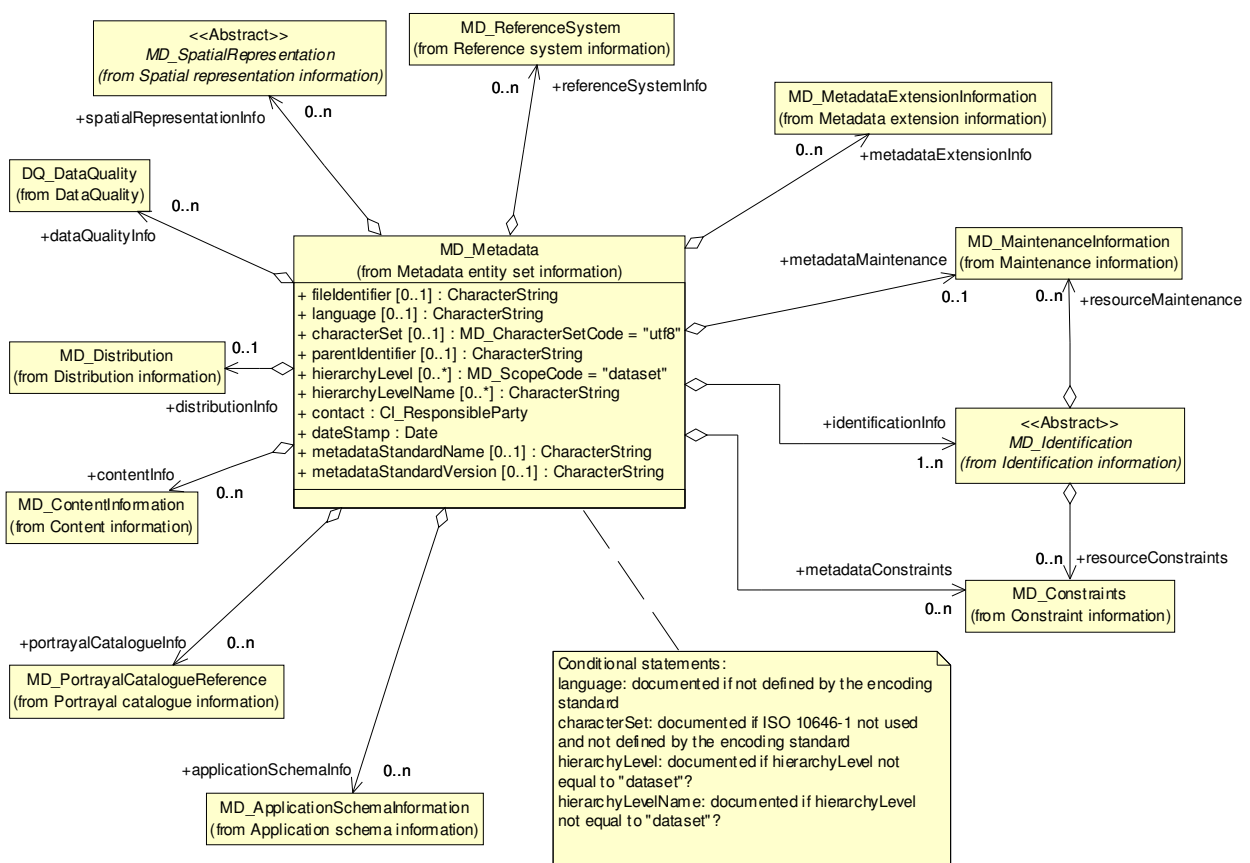 <<Abstract>>
MD_SpatialRepresentation
(from Spatial representation information)
MD_ReferenceSystem
(from Reference system information)
0..n
+referenceSystemInfo
0..n
+spatialRepresentationInfo
MD_MetadataExtensionInformation
(from Metadata extension information)
0..n
+metadataExtensionInfo
DQ_DataQuality
(from DataQuality)
0..n
+dataQualityInfo
MD_Metadata
(from Metadata entity set information)
+ fileIdentifier [0..1] : CharacterString
+ language [0..1] : CharacterString
+ characterSet [0..1] : MD_CharacterSetCode = "utf8"
+ parentIdentifier [0..1] : CharacterString
+ hierarchyLevel [0..*] : MD_ScopeCode = "dataset"
+ hierarchyLevelName [0..*] : CharacterString
+ contact : CI_ResponsibleParty
+ dateStamp : Date
+ metadataStandardName [0..1] : CharacterString
+ metadataStandardVersion [0..1] : CharacterString
+metadataMaintenance
0..1
MD_MaintenanceInformation
(from Maintenance information)
0..n
+resourceMaintenance
MD_Distribution
(from Distribution information)
0..1
+distributionInfo
+identificationInfo
1..n
<<Abstract>>
MD_Identification
(from Identification information)
+contentInfo
0..n
MD_ContentInformation
(from Content information)
+metadataConstraints
0..n
0..n
+resourceConstraints
MD_Constraints
(from Constraint information)
+portrayalCatalogueInfo
0..n
MD_PortrayalCatalogueReference
(from Portrayal catalogue information)
+applicationSchemaInfo
0..n
MD_ApplicationSchemaInformation
(from Application schema information)
Conditional statements:
language: documented if not defined by the encoding
standard
characterSet: documented if ISO 10646-1 not used
and not defined by the encoding standard
hierarchyLevel: documented if hierarchyLevel not
equal to "dataset"?
hierarchyLevelName: documented if hierarchyLevel
not equal to "dataset"?